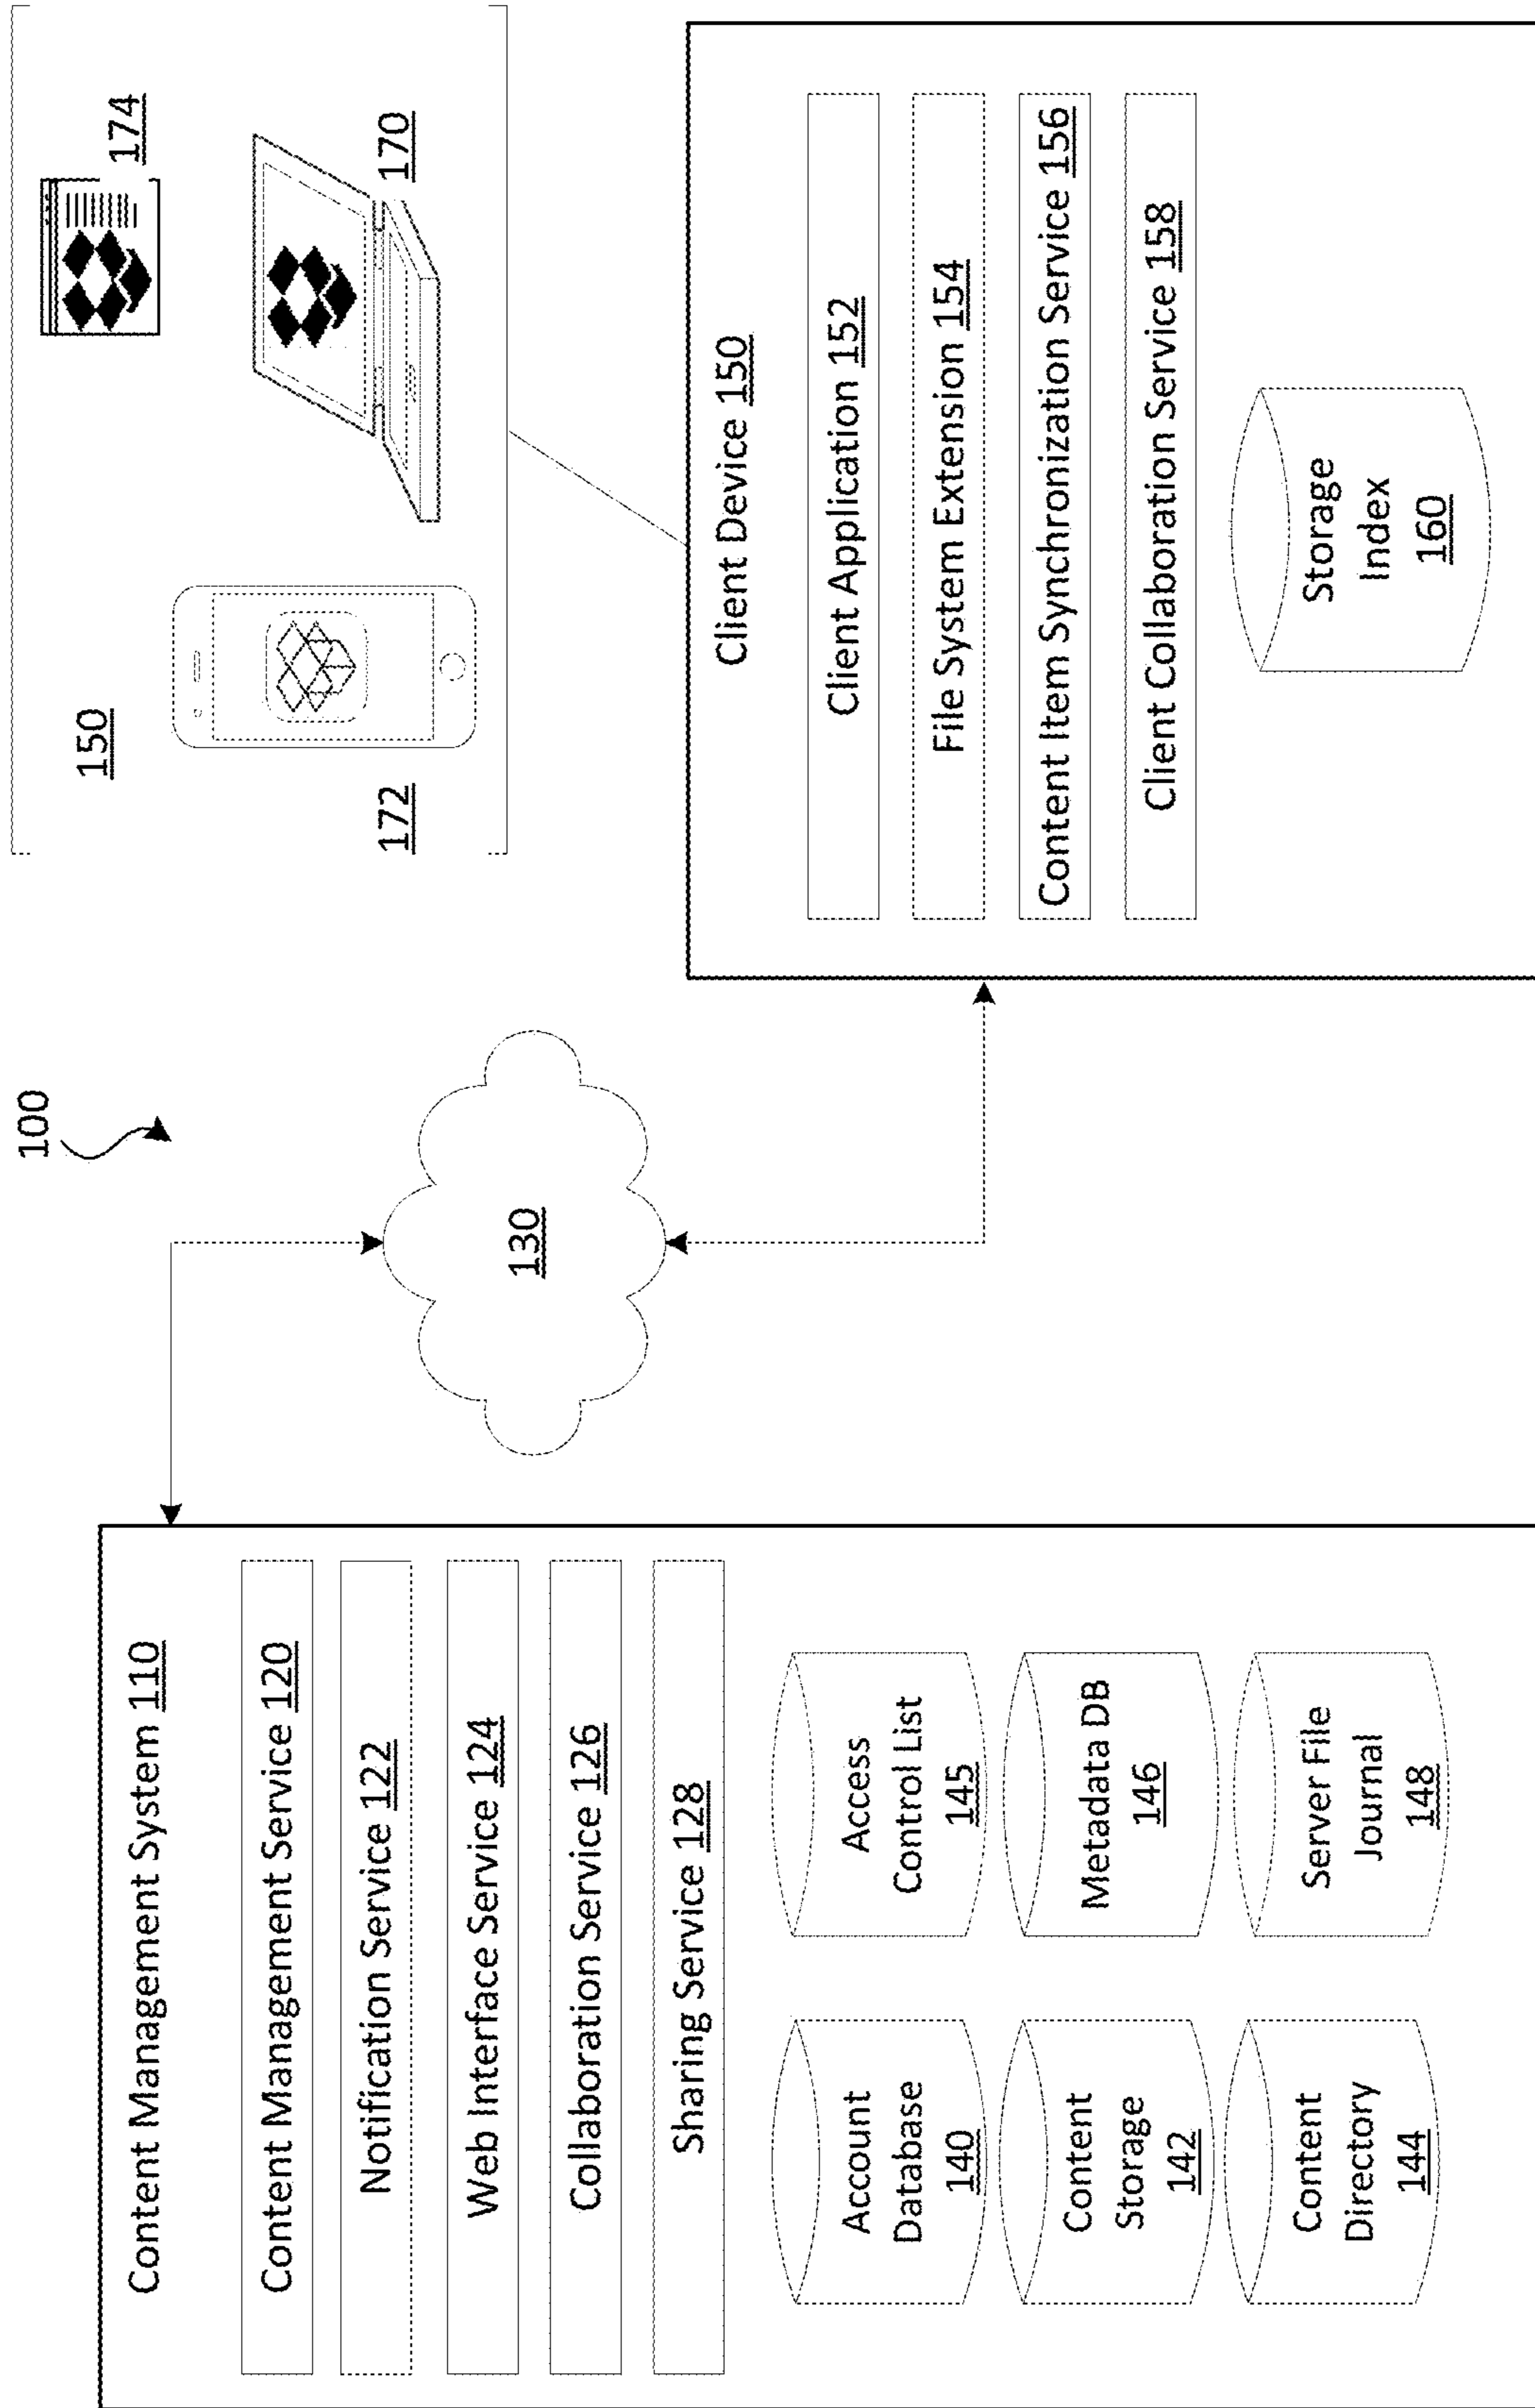 100
Content Management System 110
Content Management Service 120
Notification Service 122
Web Interface Service 124
Collaboration Service 126
Sharing Service 128
Account
Database
140
Access
Control List
145
Content
Storage
142
Metadata DB
146
Content
Directory
144
Server File
Journal
148
130
150
172
174
170
Client Device 150
Client Application 152
File System Extension 154
Content Item Synchronization Service 156
Client Collaboration Service 158
Storage
Index
160